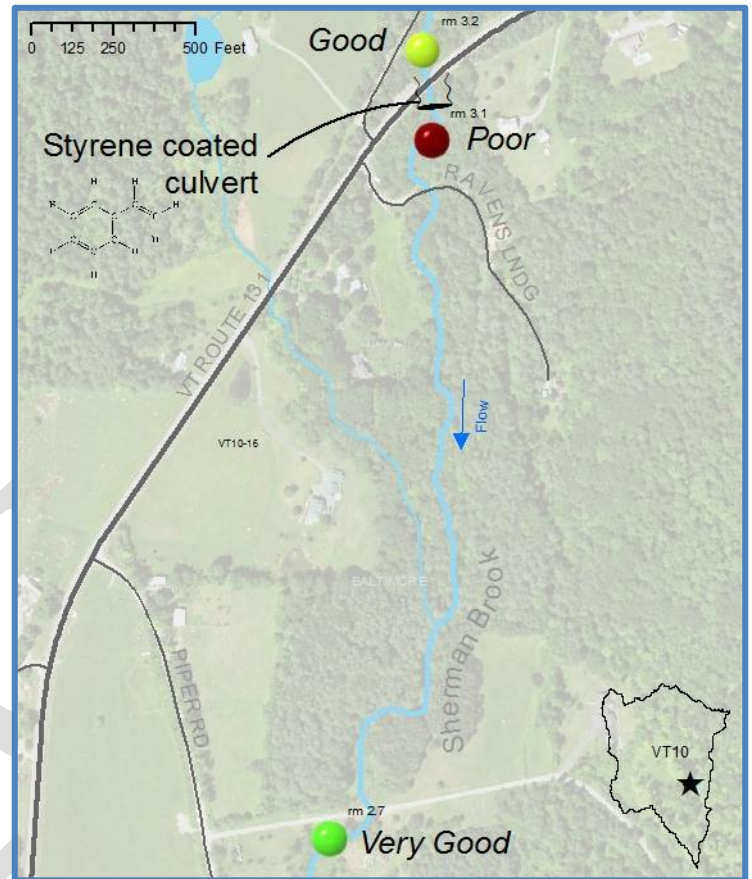 0 125 250 500 Feet
Good
rm 3.2
Styrene coated
culvert
rm 3.1
Poor
RAVENS LNDG
VT ROUTE 131
Flow
VT10-16
BALTIMORE
Sherman Brook
PIPER RD
VT10
rm 2.7
Very Good